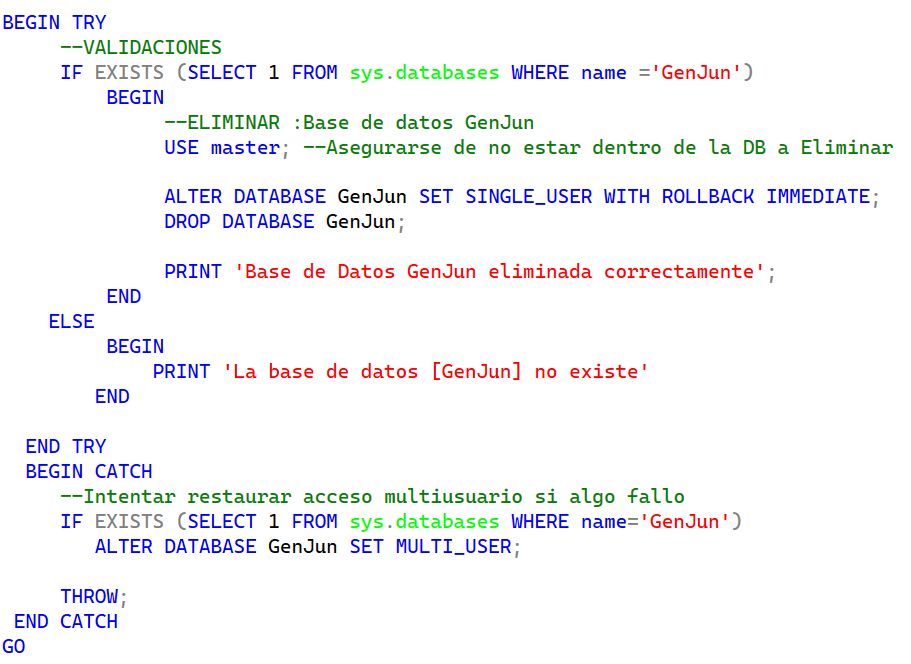 BEGIN TRY
--VALIDACIONES
IF EXISTS (SELECT 1 FROM sys.databases WHERE name ='GenJun')
BEGIN
--ELIMINAR :Base de datos GenJun
USE master; --Asegurarse de no estar dentro de la DB a Eliminar
ALTER DATABASE GenJun SET SINGLE_USER WITH ROLLBACK IMMEDIATE;
DROP DATABASE GenJun;
PRINT 'Base de Datos GenJun eliminada correctamente';
END
ELSE
BEGIN
PRINT 'La base de datos [GenJun] no existe'
END
END TRY
BEGIN CATCH
--Intentar restaurar acceso multiusuario si algo fallo
IF EXISTS (SELECT 1 FROM sys.databases WHERE name='GenJun')
ALTER DATABASE GenJun SET MULTI_USER;
THROW;
END CATCH
GO